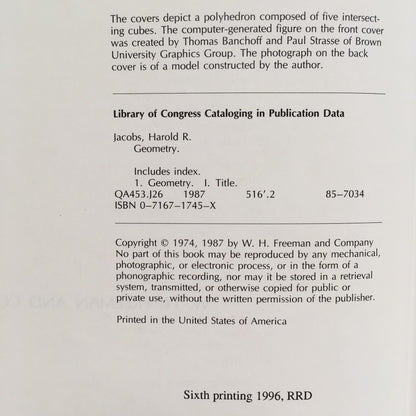 The covers depict a polyhedron composed of five intersect-
ing cubes. The computer-generated figure on the front cover
was created by Thomas Banchoff and Paul Strasse of Brown
University Graphics Group. The photograph on the back
cover is of a model constructed by the author.
Library of Congress Cataloging in Publication Data
Jacobs, Harold R.
Geometry.
Includes index.
1. Geometry. I. Title.
QA453.J26 1987 516'.2 85-7034
ISBN 0-7167-1745-X
Copyright © 1974, 1987 by W. H. Freeman and Company
No part of this book may be reproduced by any mechanical,
photographic, or electronic process, or in the form of a
phonographic recording, nor may it be stored in a retrieval
system, transmitted, or otherwise copied for public or
private use, without the written permission of the publisher.
Printed in the United States of America
Sixth printing 1996, RRD